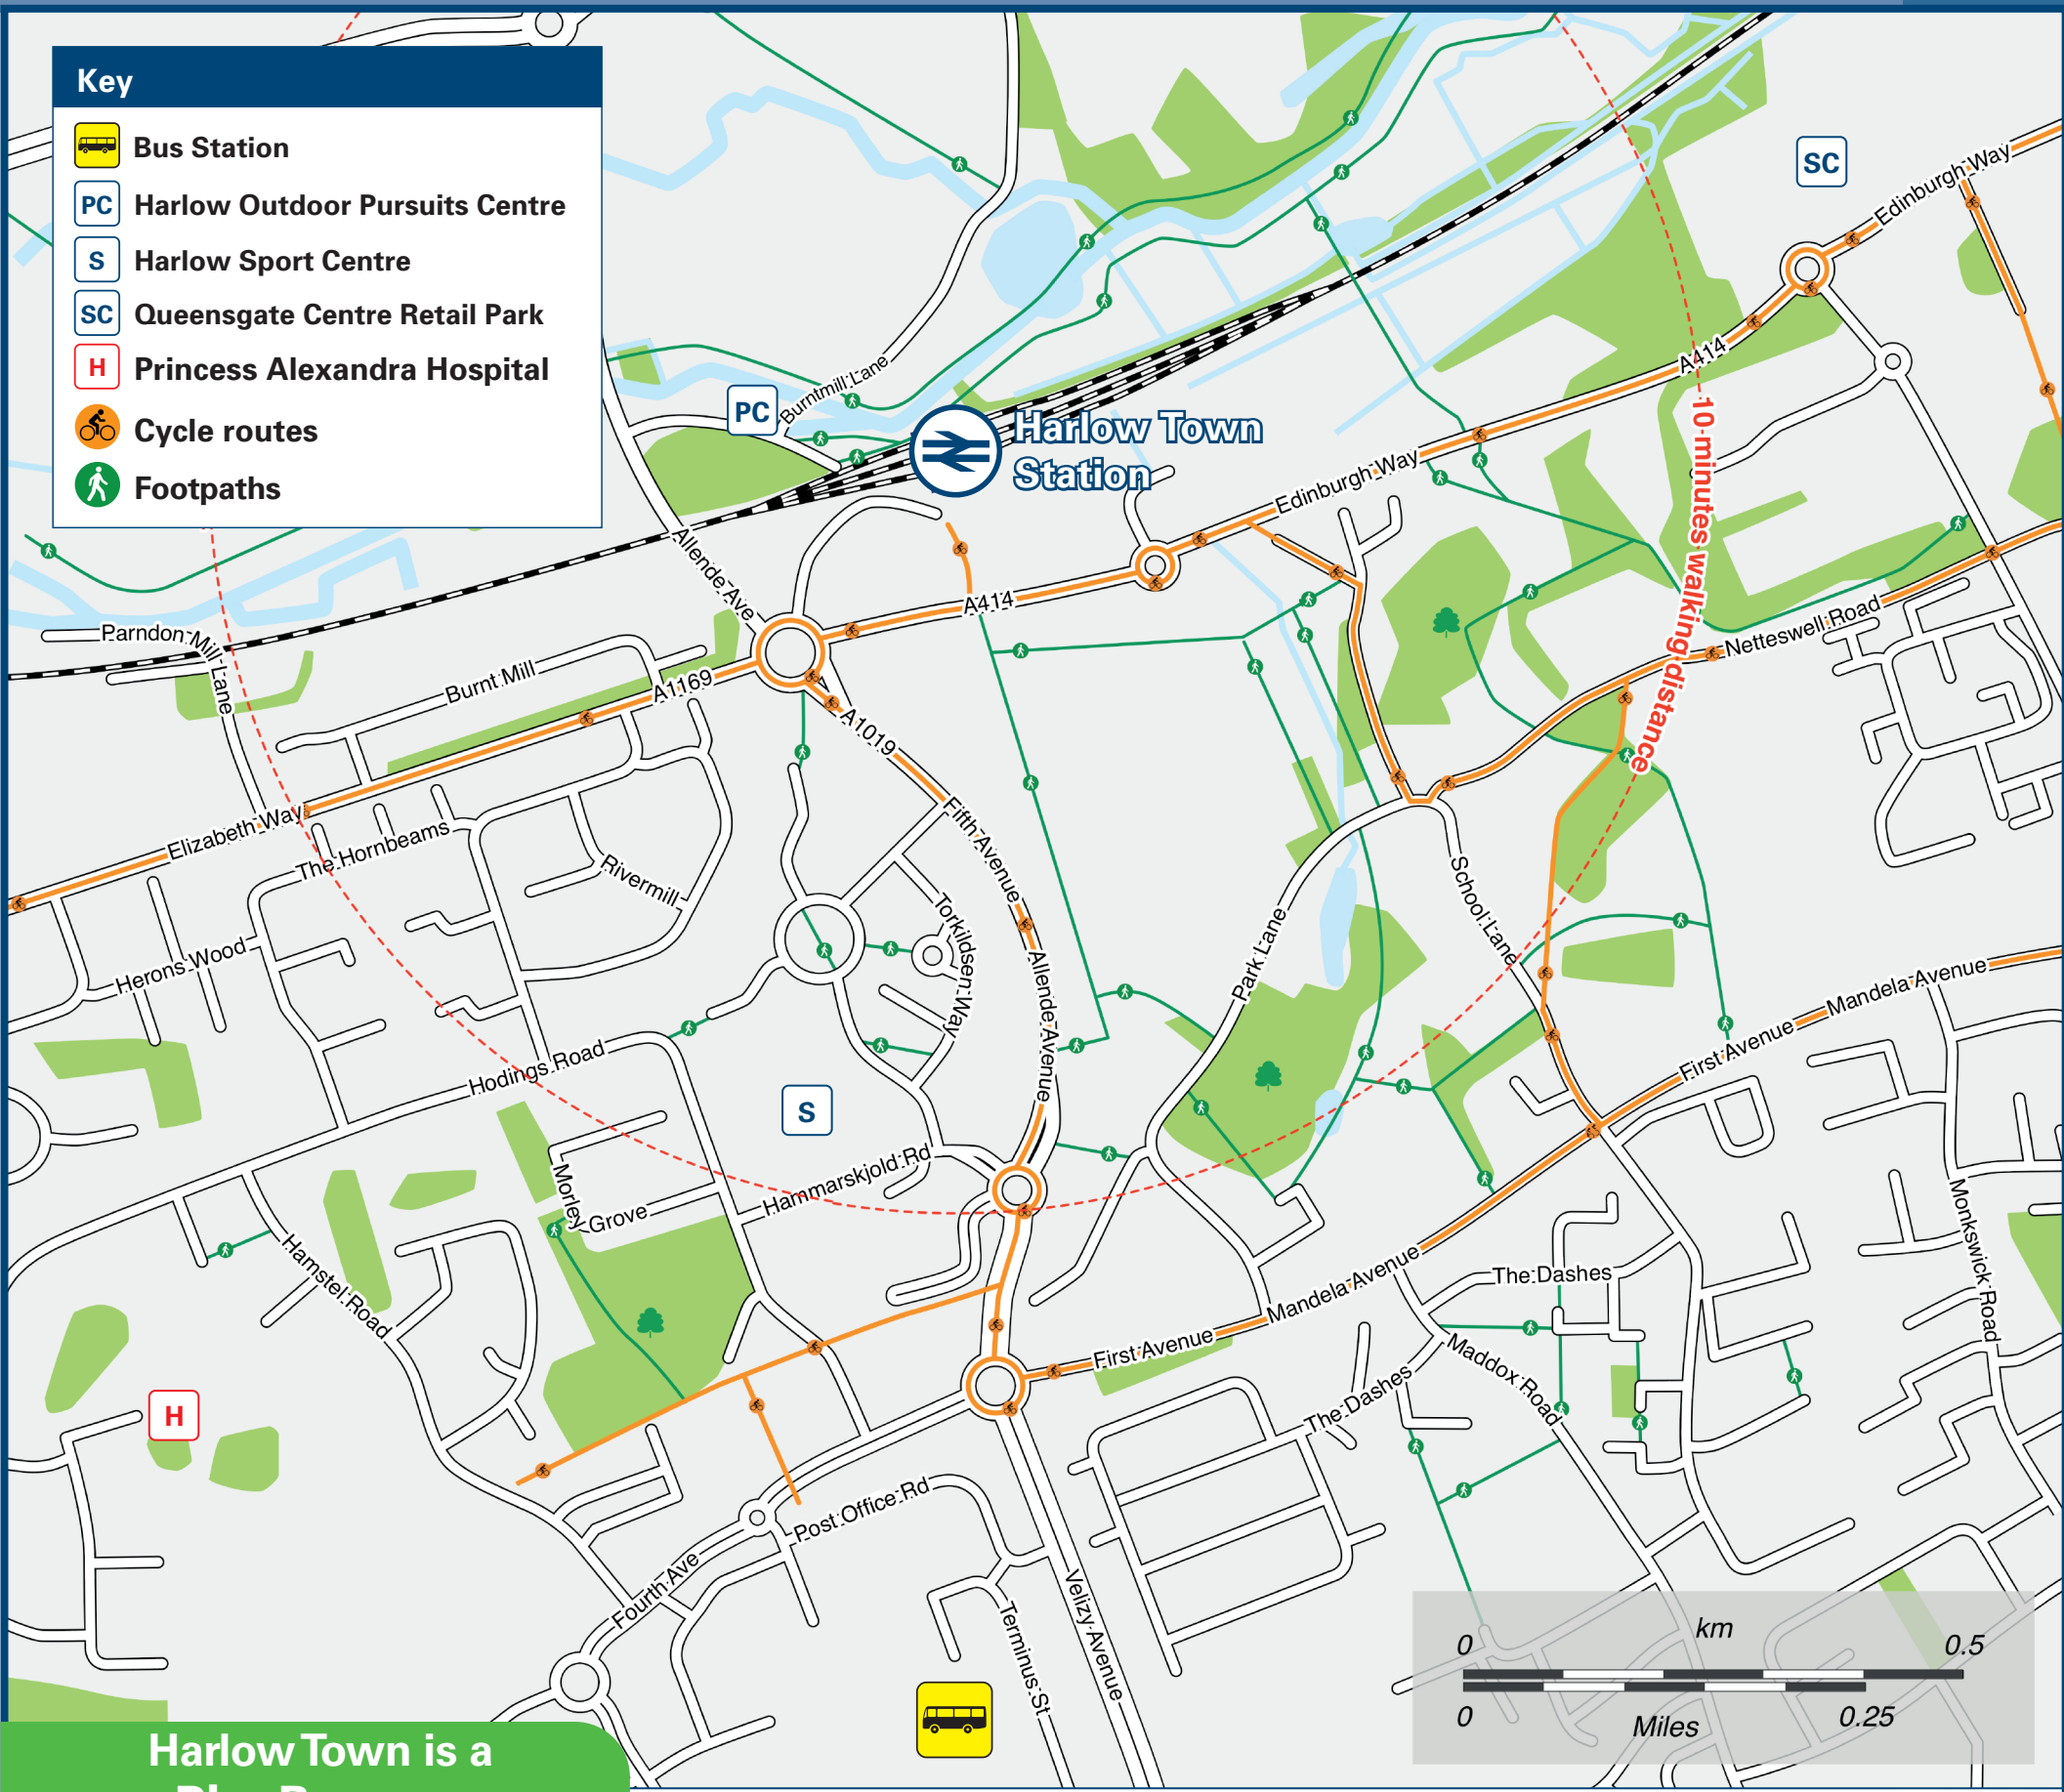 Key
Bus Station
PC Harlow Outdoor Pursuits Centre
S Harlow Sport Centre
SC Queensgate Centre Retail Park
H Princess Alexandra Hospital
Cycle routes
Footpaths
SC
Edinburgh Way
A414
PC
Burntmill Lane
Harlow Town
Station
Edinburgh Way
10 minutes walking distance
Allende Ave
A414
Parndon Mill Lane
Burnt Mill
A1169
A1019
Netteswell Road
Elizabeth Way
The Hornbeams
Rivermill
Fifth Avenue
Torkildsen Way
Allende Avenue
Park Lane
School Lane
Herons Wood
Mandela Avenue
First Avenue
Hodings Road
S
Hammarskjold Rd
Morley
Grove
Hamstel Road
The Dashes
Mandela Avenue
First Avenue
Monkswick Road
Maddox Road
The Dashes
H
Post Office Rd
Fourth Ave
Velizy Avenue
Terminus St
km
0 0.5
0 0.25
Miles
Harlow Town is a